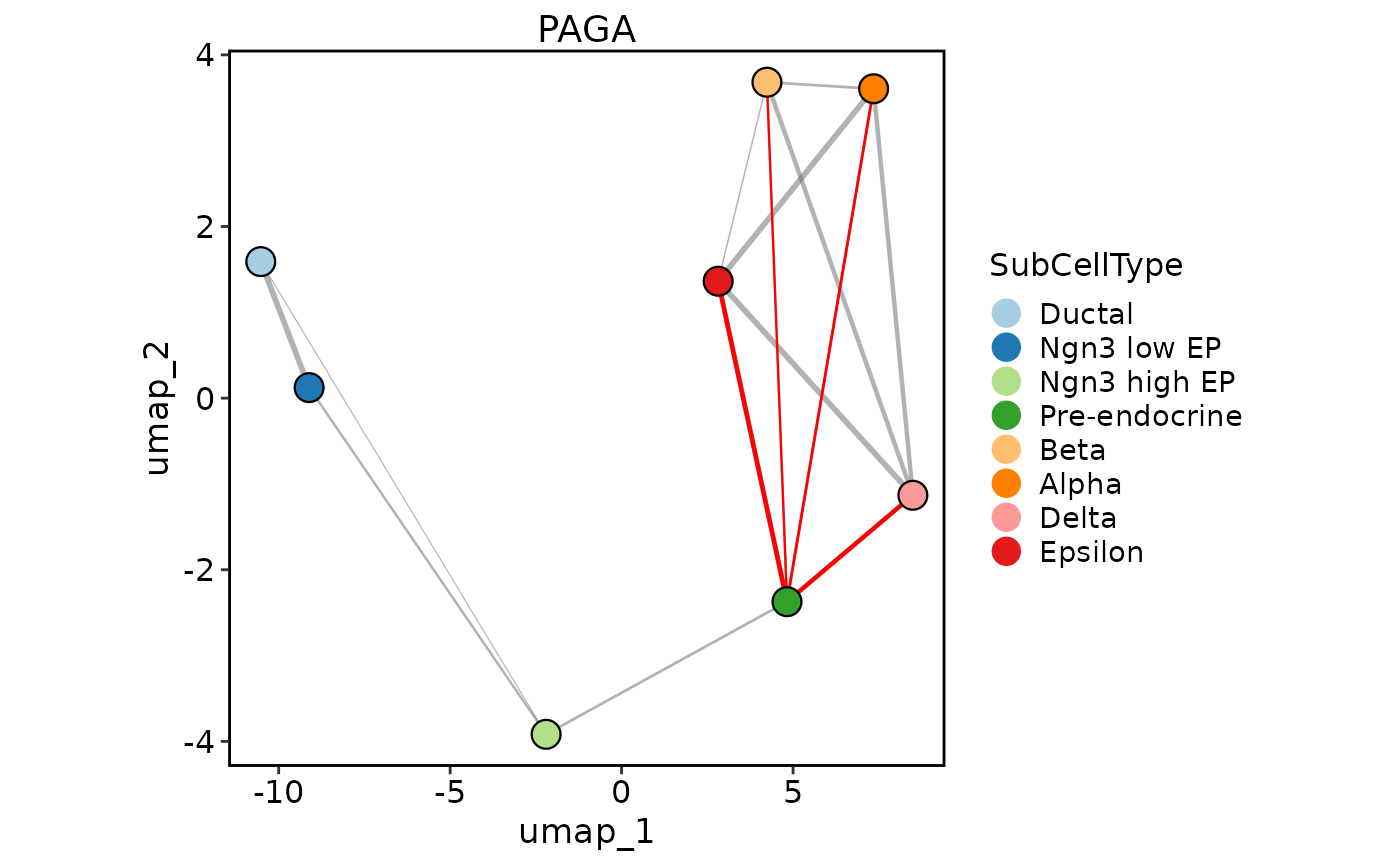 PAGA
4
2
0
-2
-4
umap_2
-10
-5
0
5
umap_1
SubCellType
Ductal
Ngn3 low EP
Ngn3 high EP
Pre-endocrine
Beta
Alpha
Delta
Epsilon